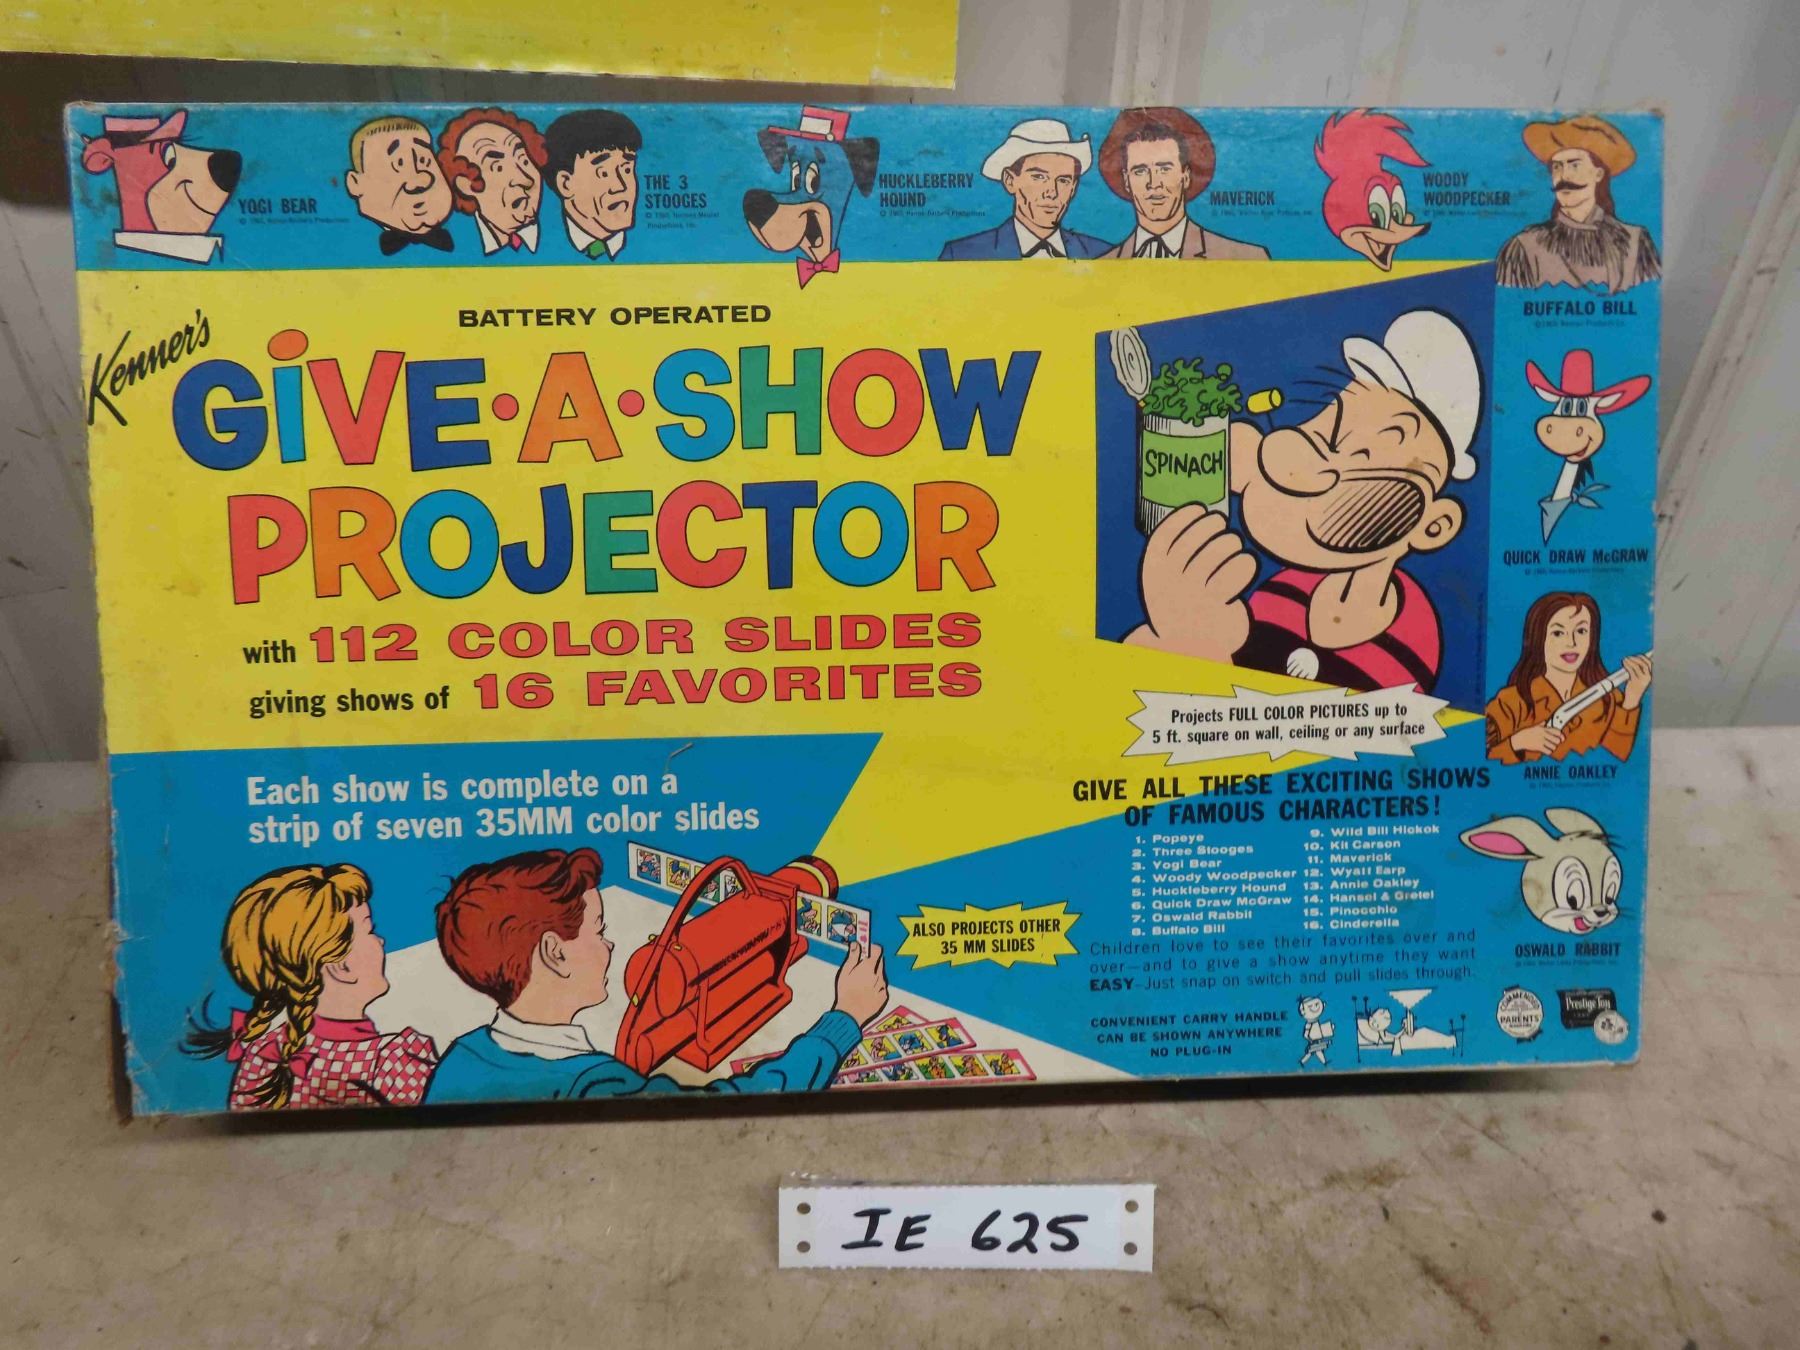 YOGI BEAR
THE 3
STOOGES
HUCKLEBERRY
HOUND
MAVERICK
WOODY
WOODPECKER
BUFFALO BILL
Kenner's
BATTERY OPERATED
GIVE·A·SHOW
PROJECTOR
with 112 COLOR SLIDES
giving shows of 16 FAVORITES
SPINACH
QUICK DRAW McGRAW
ANNIE OAKLEY
Projects FULL COLOR PICTURES up to
5 ft. square on wall, ceiling or any surface
Each show is complete on a
strip of seven 35MM color slides
ALSO PROJECTS OTHER
35 MM SLIDES
GIVE ALL THESE EXCITING SHOWS
OF FAMOUS CHARACTERS!
1. Popeye
2. Three Stooges
3. Yogi Bear
4. Woody Woodpecker
5. Huckleberry Hound
6. Quick Draw McGraw
7. Oswald Rabbit
8. Buffalo Bill
9. Wild Bill Hickok
10. Kit Carson
11. Maverick
12. Wyatt Earp
13. Annie Oakley
14. Hansel & Gretel
15. Pinocchio
16. Cinderella
Children love to see their favorites over and
over—and to give a show anytime they want
EASY-Just snap on switch and pull slides through.
OSWALD RABBIT
CONVENIENT CARRY HANDLE
CAN BE SHOWN ANYWHERE
NO PLUG-IN
COMMENDED
PARENTS
Prestige Toy
IE 625